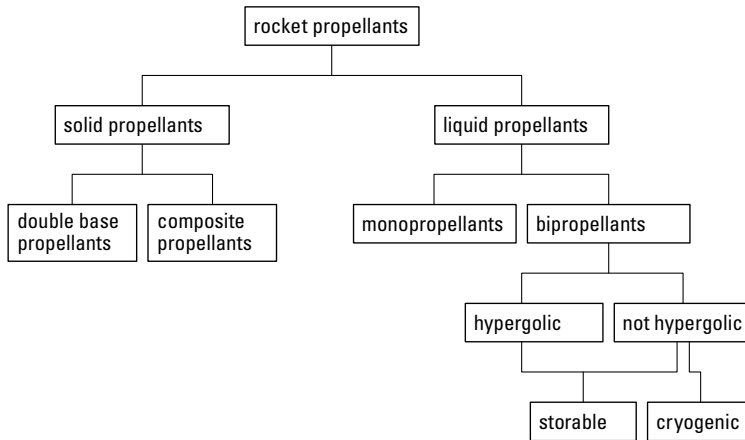 rocket propellants
solid propellants
liquid propellants
double base
propellants
composite
propellants
monopropellants
bipropellants
hypergolic
not hypergolic
storable
cryogenic